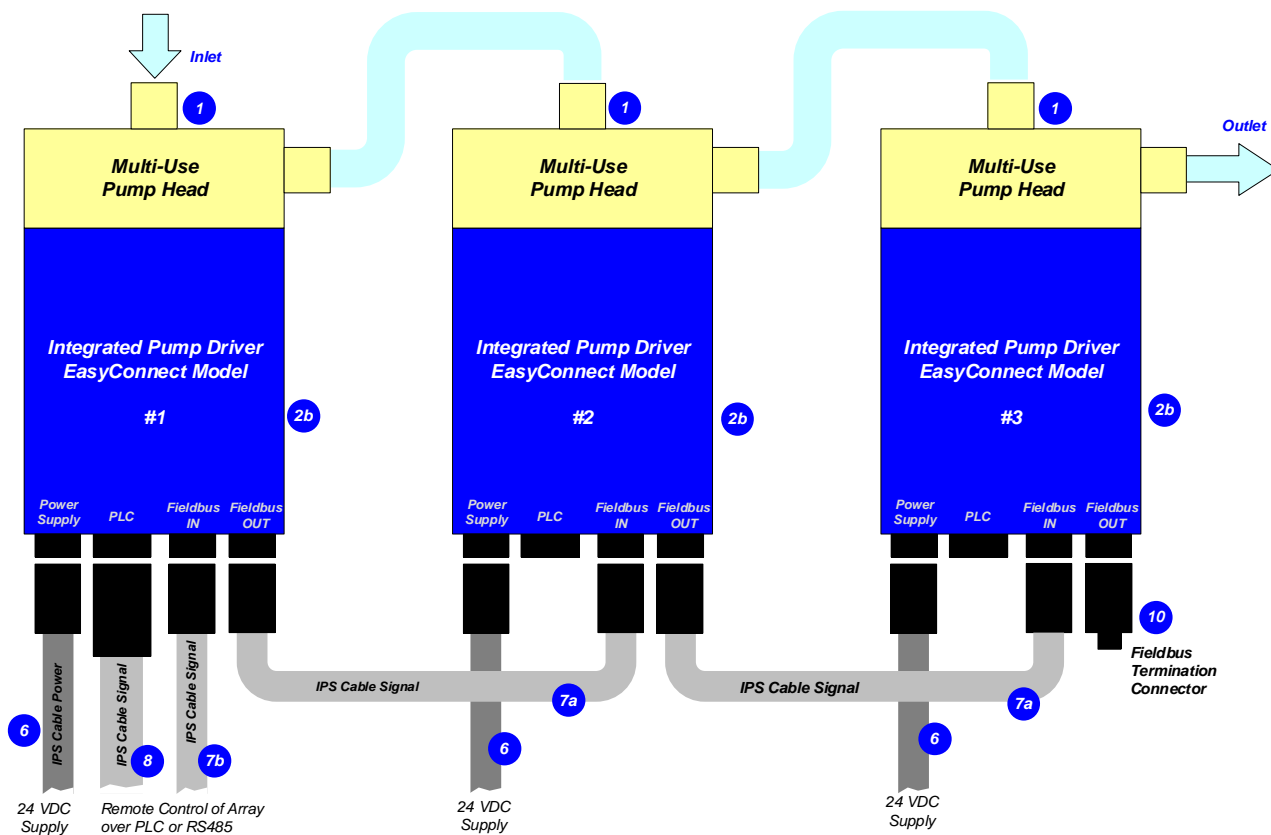 Inlet
1
1
1
Outlet
Multi-Use
Pump Head
Multi-Use
Pump Head
Multi-Use
Pump Head
Integrated Pump Driver
EasyConnect Model
#1
2b
Integrated Pump Driver
EasyConnect Model
#2
2b
Integrated Pump Driver
EasyConnect Model
#3
2b
Power
Supply
PLC
Fieldbus
IN
Fieldbus
OUT
Power
Supply
PLC
Fieldbus
IN
Fieldbus
OUT
Power
Supply
PLC
Fieldbus
IN
Fieldbus
OUT
10
Fieldbus
Termination
Connector
IPS Cable Power
IPS Cable Signal
IPS Cable Signal
IPS Cable Signal
7a
IPS Cable Signal
7a
6
8
7b
6
6
24 VDC
Supply
Remote Control of Array
over PLC or RS485
24 VDC
Supply
24 VDC
Supply